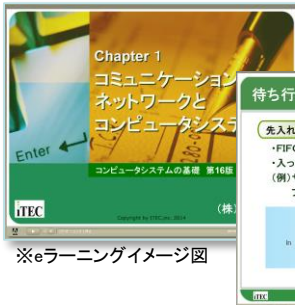 Chapter 1
コミュニケーション
ネットワークと
コンピュータシス
Enter
コンピュータシステムの基礎 第16版
iTEC
(株)
Copyright by ITEC,Inc. 2014
※eラーニングイメージ図
待ち行
先入れ
・FIF
・入っ
(例)
In
iTEC